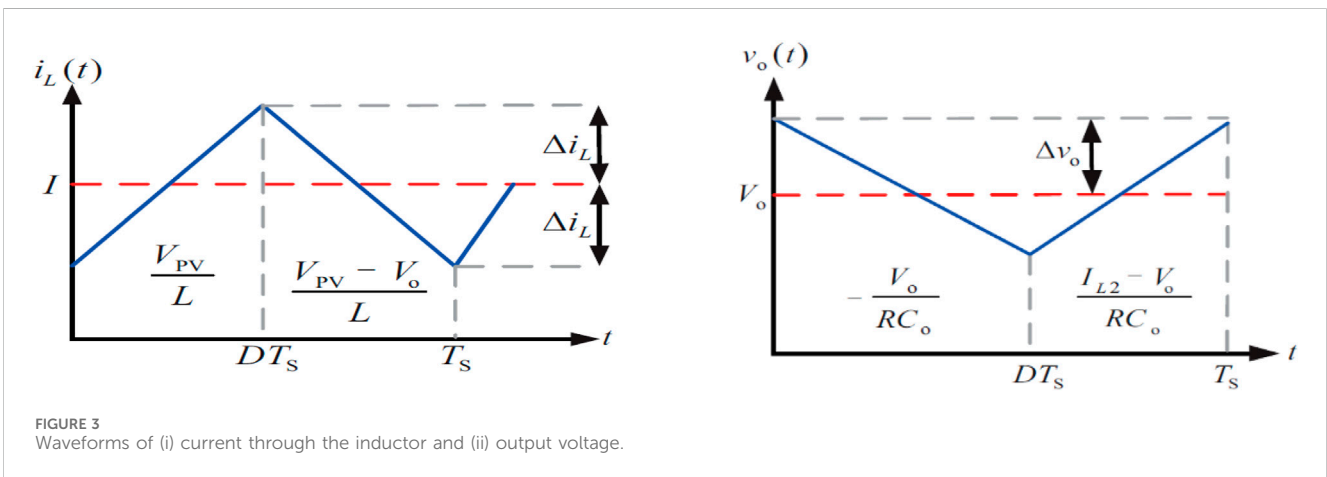 i_L(t)
I
Δi_L
Δi_L
V_PV / L
V_PV − V_o / L
DT_S
T_S
t
v_o(t)
V_o
Δv_o
− V_o / RC_o
I_L2 − V_o / RC_o
DT_S
T_S
t
FIGURE 3
Waveforms of (i) current through the inductor and (ii) output voltage.